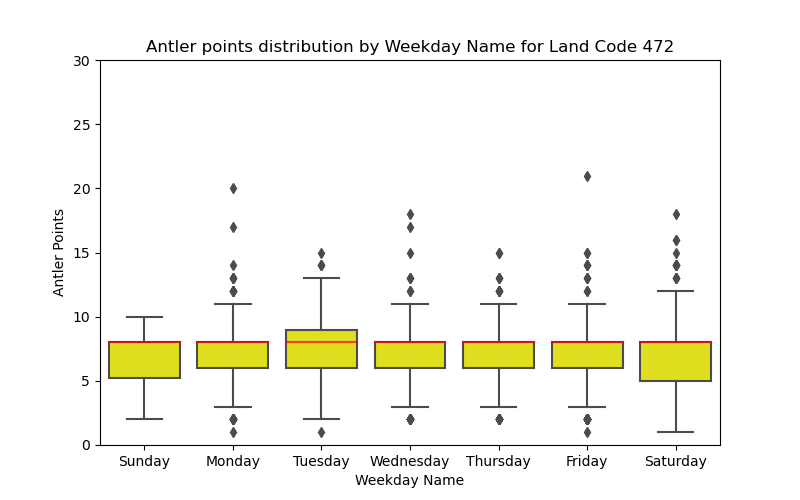 Antler points distribution by Weekday Name for Land Code 472
30
25
20
15
10
5
0
Antler Points
Sunday Monday Tuesday Wednesday Thursday Friday Saturday
Weekday Name